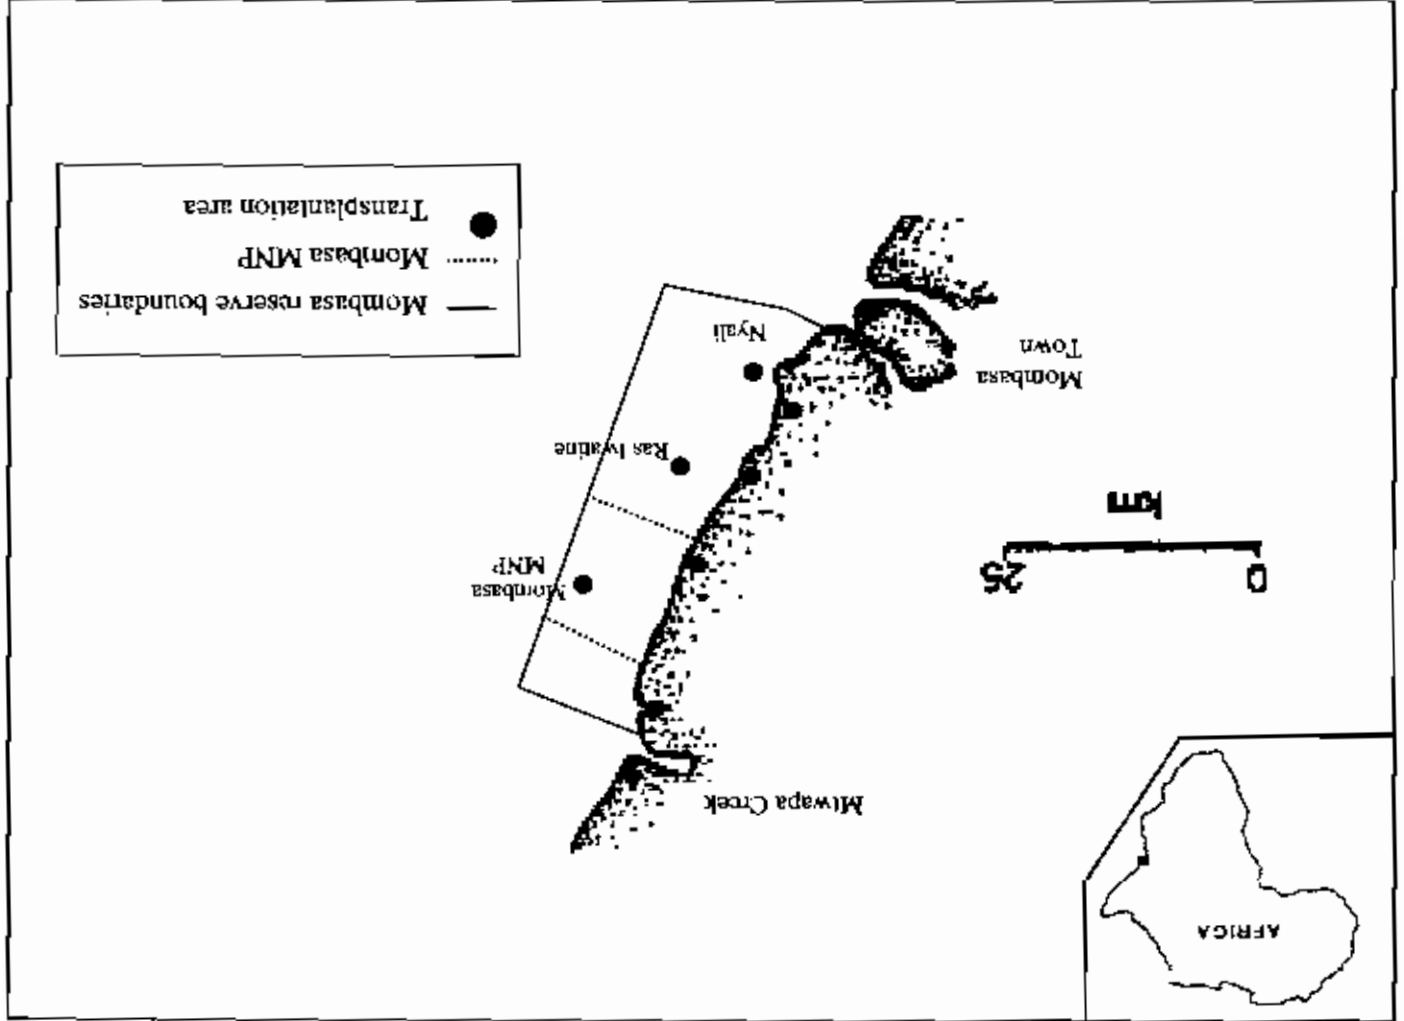 AFRICA
Mtwapa Creek
0 25
km
Mombasa
MNP
Ras Iwatine
Mombasa
Town
Nyali
Mombasa reserve boundaries
Mombasa MNP
Transplantation area